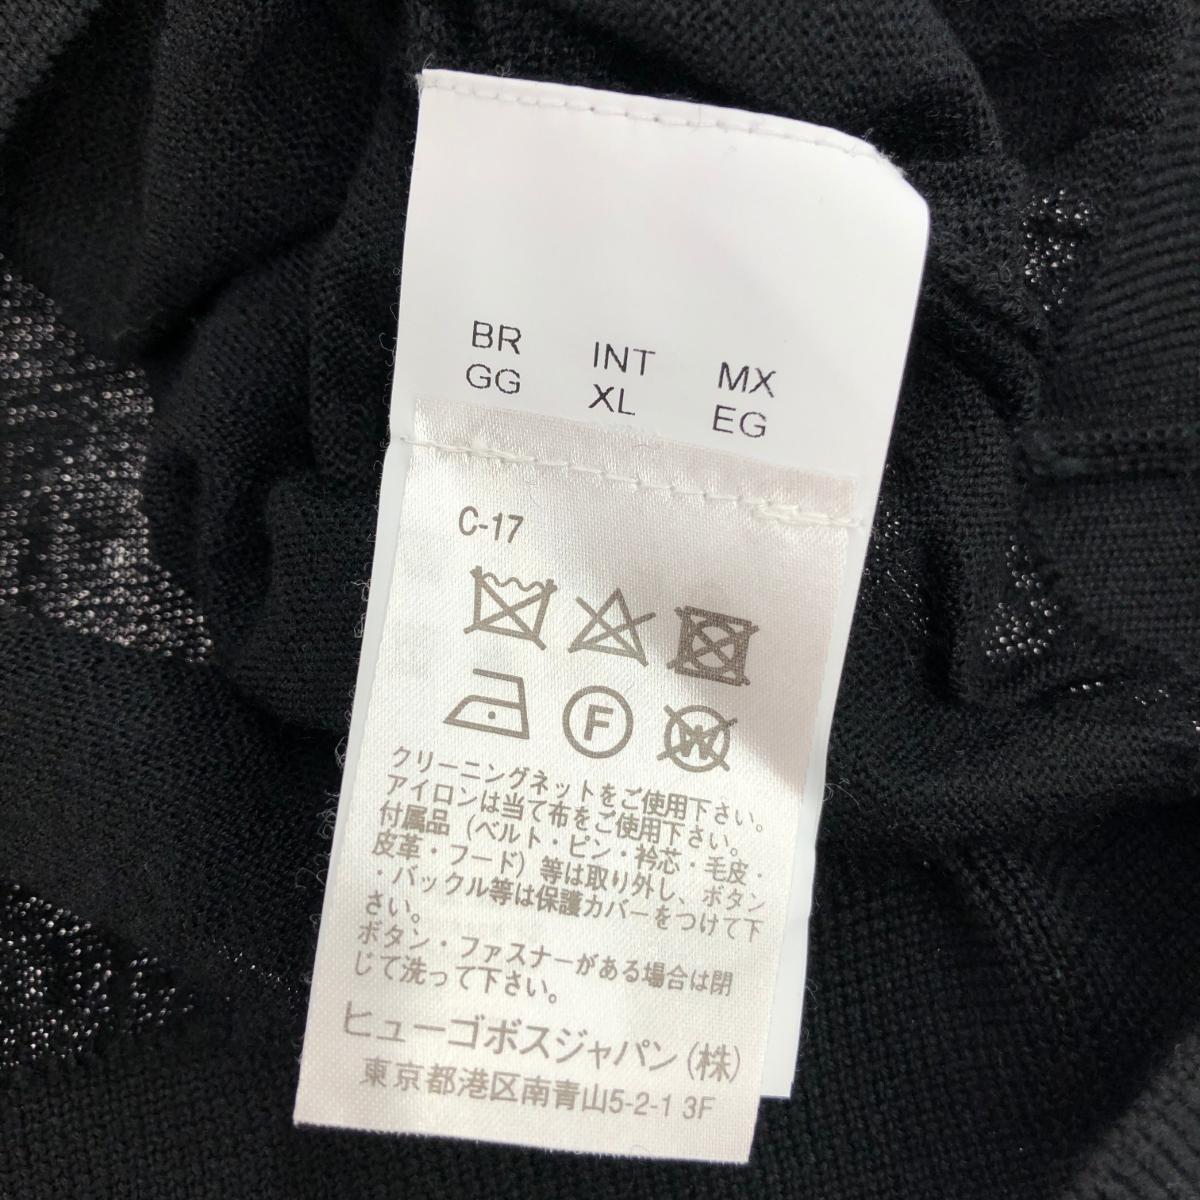 BR INT MX
GG XL EG
C-17
F W
クリーニングネットをご使用下さい。
アイロンは当て布をご使用下さい。
付属品(ベルト・ピン・衿芯・毛皮・
皮革・フード)等は取り外し、ボタン
・バックル等は保護カバーをつけて下
さい。
ボタン・ファスナーがある場合は閉
じて洗って下さい。
ヒューゴボスジャパン(株)
東京都港区南青山5-2-1 3F